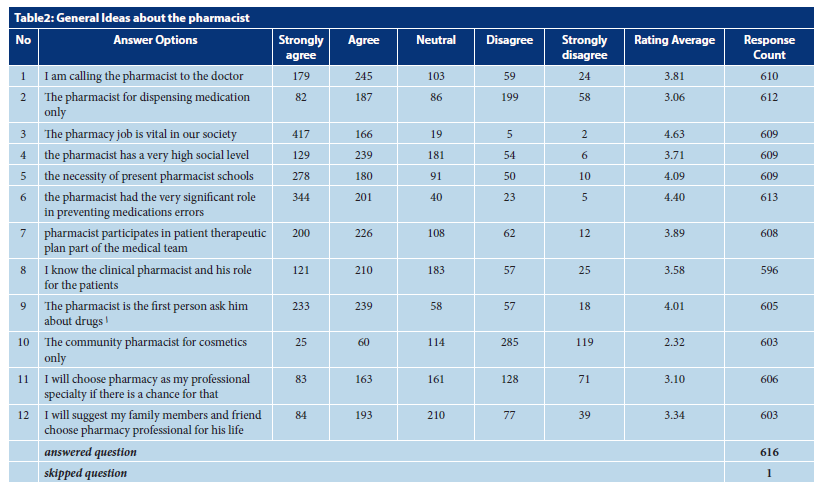 Table2: General Ideas about the pharmacist
No Answer Options Strongly agree Agree Neutral Disagree Strongly disagree Rating Average Response Count
1 I am calling the pharmacist to the doctor 179 245 103 59 24 3.81 610
2 The pharmacist for dispensing medication only 82 187 86 199 58 3.06 612
3 The pharmacy job is vital in our society 417 166 19 5 2 4.63 609
4 the pharmacist has a very high social level 129 239 181 54 6 3.71 609
5 the necessity of present pharmacist schools 278 180 91 50 10 4.09 609
6 the pharmacist had the very significant role in preventing medications errors 344 201 40 23 5 4.40 613
7 pharmacist participates in patient therapeutic plan part of the medical team 200 226 108 62 12 3.89 608
8 I know the clinical pharmacist and his role for the patients 121 210 183 57 25 3.58 596
9 The pharmacist is the first person ask him about drugs ١ 233 239 58 57 18 4.01 605
10 The community pharmacist for cosmetics only 25 60 114 285 119 2.32 603
11 I will choose pharmacy as my professional specialty if there is a chance for that 83 163 161 128 71 3.10 606
12 I will suggest my family members and friend choose pharmacy professional for his life 84 193 210 77 39 3.34 603
answered question 616
skipped question 1